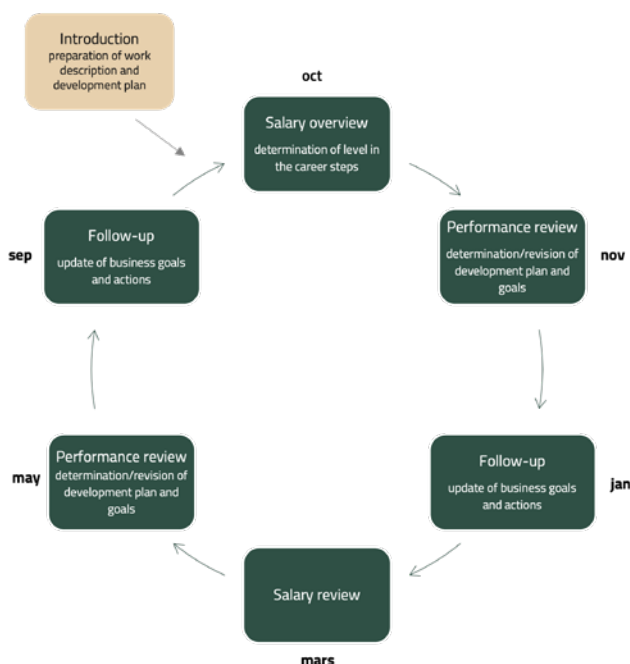 Introduction
preparation of work
description and
development plan
oct
Salary overview
determination of level in
the career steps
Performance review
determination/revision of
development plan and
goals
nov
Follow-up
update of business goals
and actions
jan
Salary review
mars
Performance review
determination/revision of
development plan and
goals
may
Follow-up
update of business goals
and actions
sep